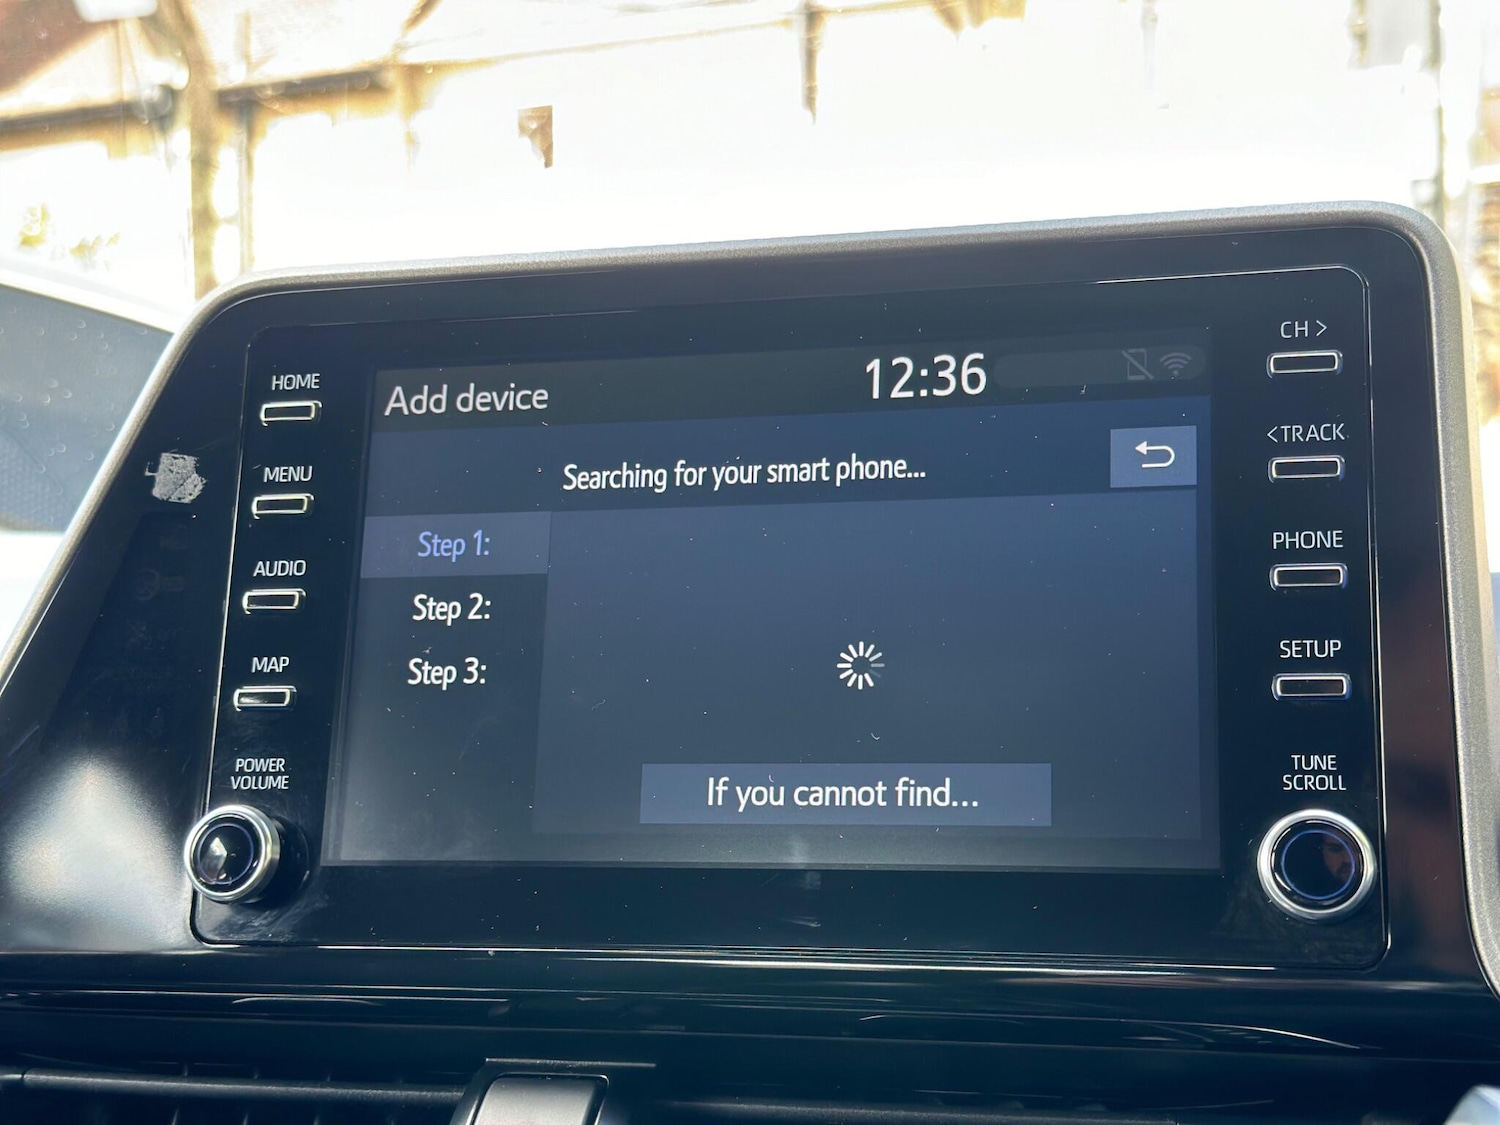 HOME
MENU
AUDIO
MAP
POWER
VOLUME
Add device
12:36
Searching for your smart phone...
Step 1:
Step 2:
Step 3:
If you cannot find...
CH >
<TRACK
PHONE
SETUP
TUNE
SCROLL